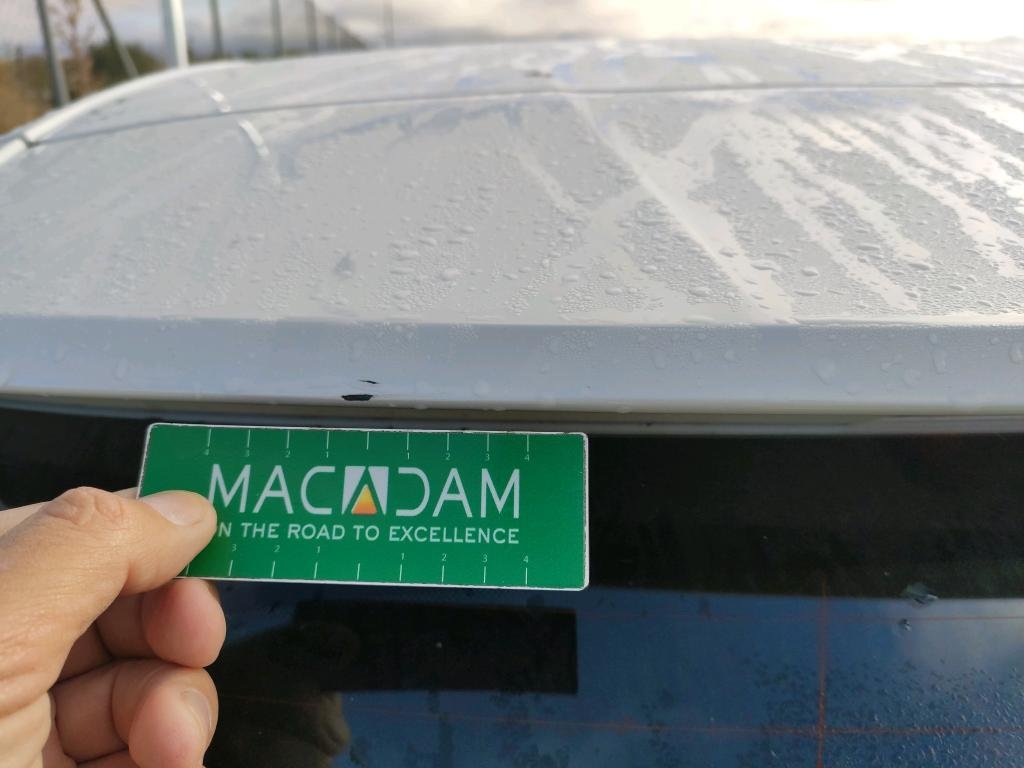 4 3 2 1 1 2 3 4
MACADAM
N THE ROAD TO EXCELLENCE
3 2 1 1 2 3 4